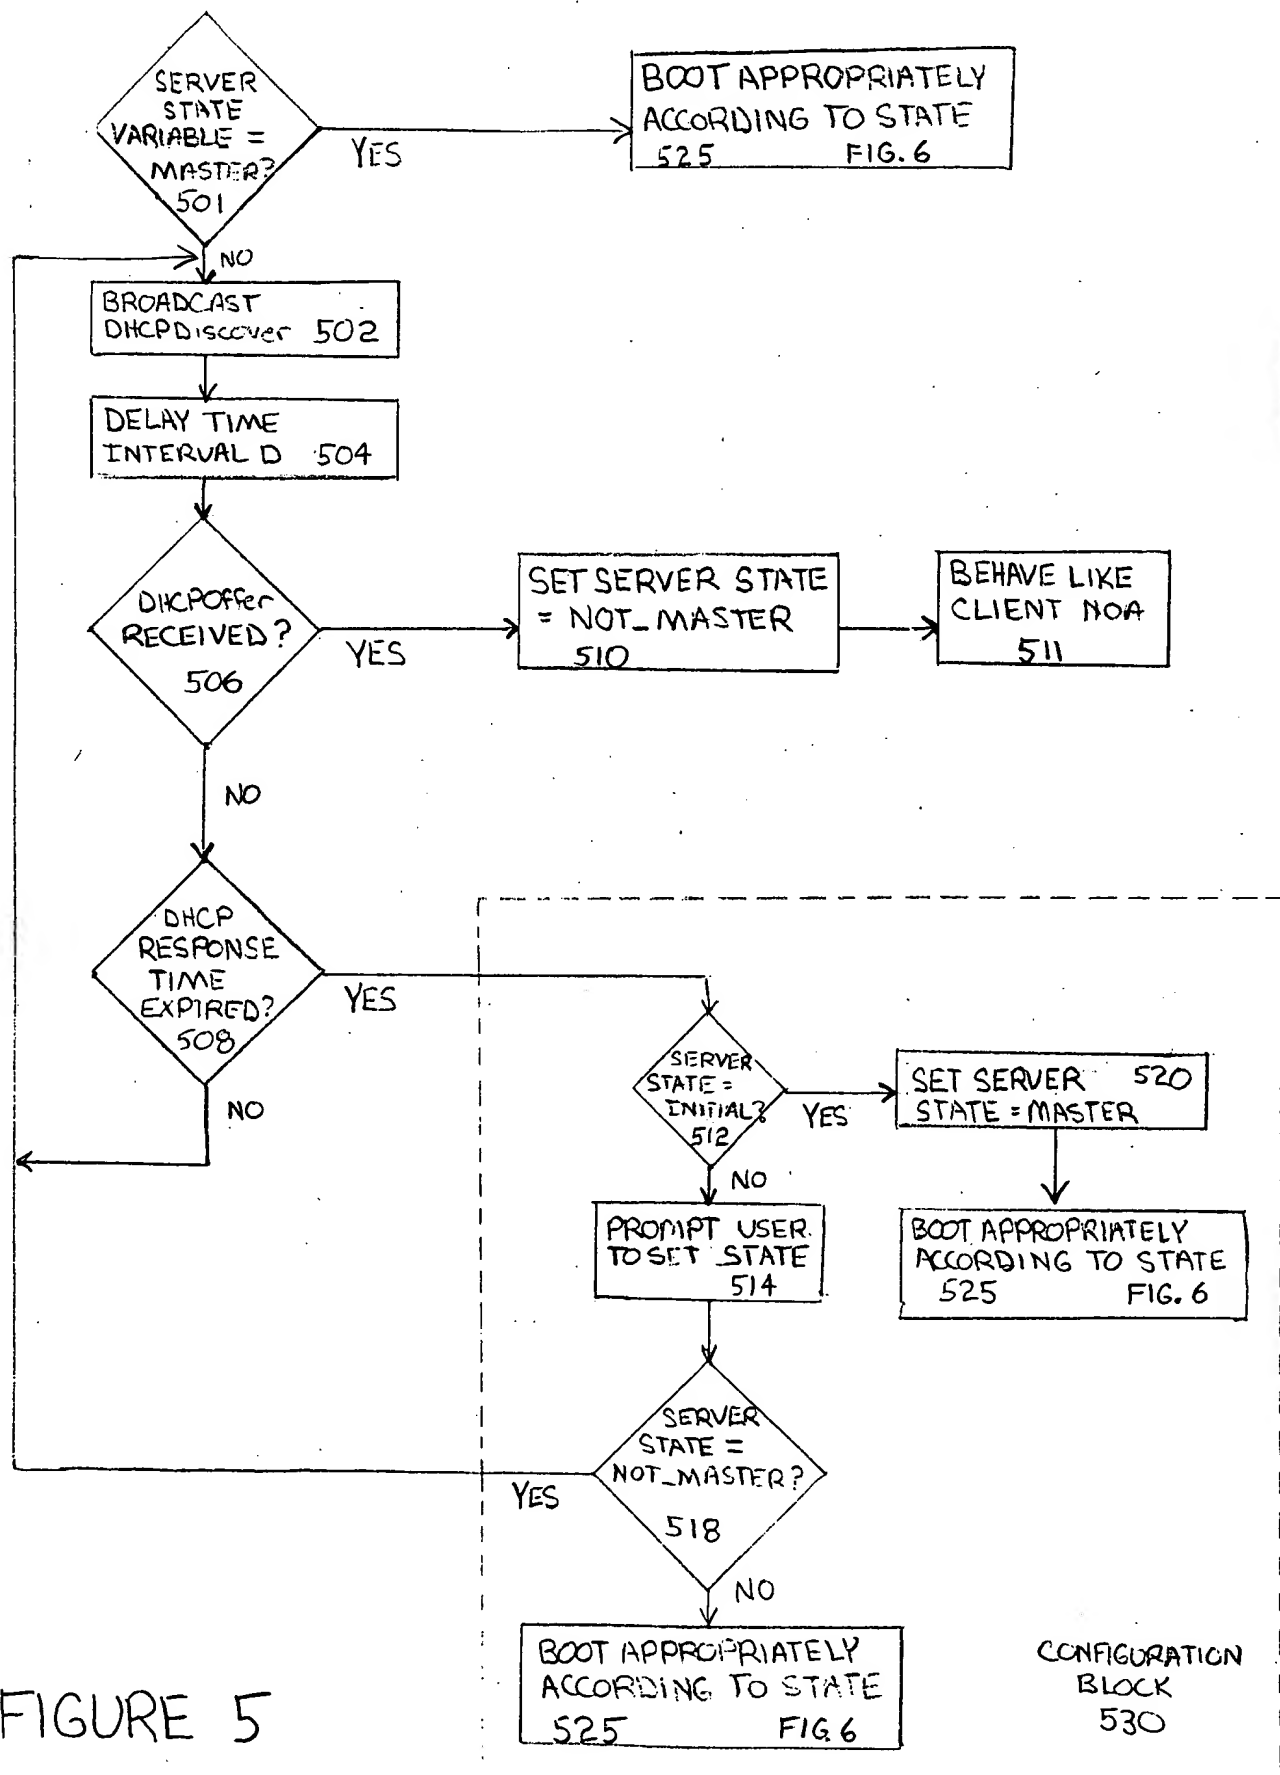 SERVER
STATE
VARIABLE =
MASTER?
501
YES
BOOT APPROPRIATELY
ACCORDING TO STATE
525 FIG. 6
NO
BROADCAST
DHCPDiscover 502
DELAY TIME
INTERVAL D 504
DHCPOffer
RECEIVED?
506
YES
SET SERVER STATE
= NOT_MASTER
510
BEHAVE LIKE
CLIENT NOA
511
NO
DHCP
RESPONSE
TIME
EXPIRED?
508
YES
NO
SERVER
STATE =
INITIAL?
512
YES
SET SERVER 520
STATE = MASTER
NO
PROMPT USER
TO SET STATE
514
BOOT APPROPRIATELY
ACCORDING TO STATE
525 FIG. 6
SERVER
STATE =
NOT_MASTER?
518
YES
NO
BOOT APPROPRIATELY
ACCORDING TO STATE
525 FIG. 6
CONFIGURATION
BLOCK
530
FIGURE 5